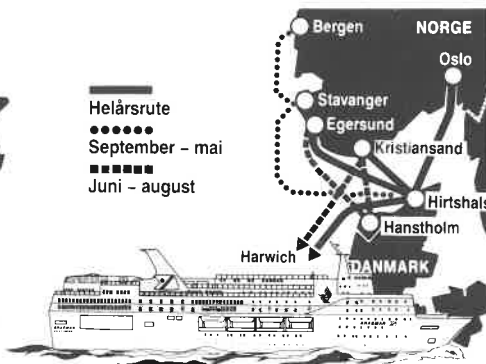 Bergen
NORGE
Oslo
Helårsrute
Stavanger
September – mai
Egersund
Kristiansand
Juni – august
Hirtshals
Hanstholm
Harwich
DANMARK